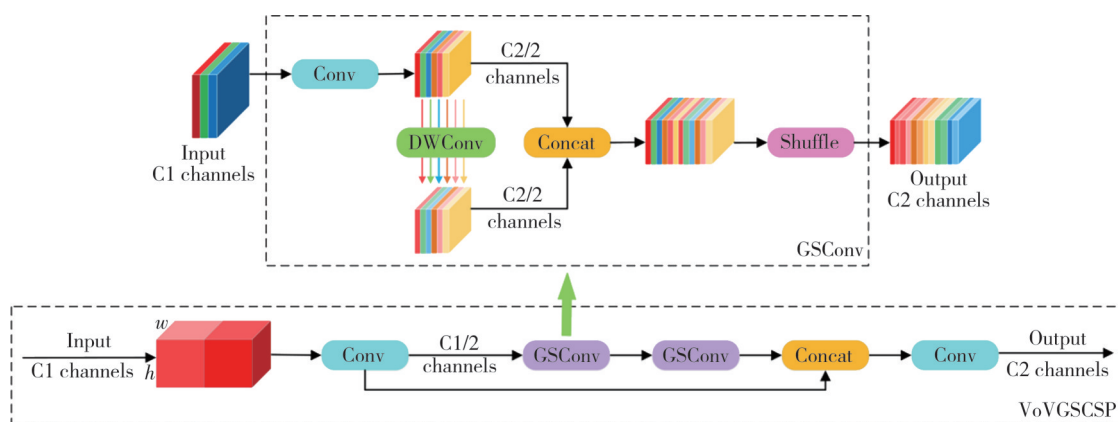 C2/2
channels
Conv
DWConv
Concat
Shuffle
Input
C1 channels
C2/2
channels
Output
C2 channels
GSConv
w
Input
C1 channels
h
Conv
C1/2
channels
GSConv
GSConv
Concat
Conv
Output
C2 channels
VoVGSCSP